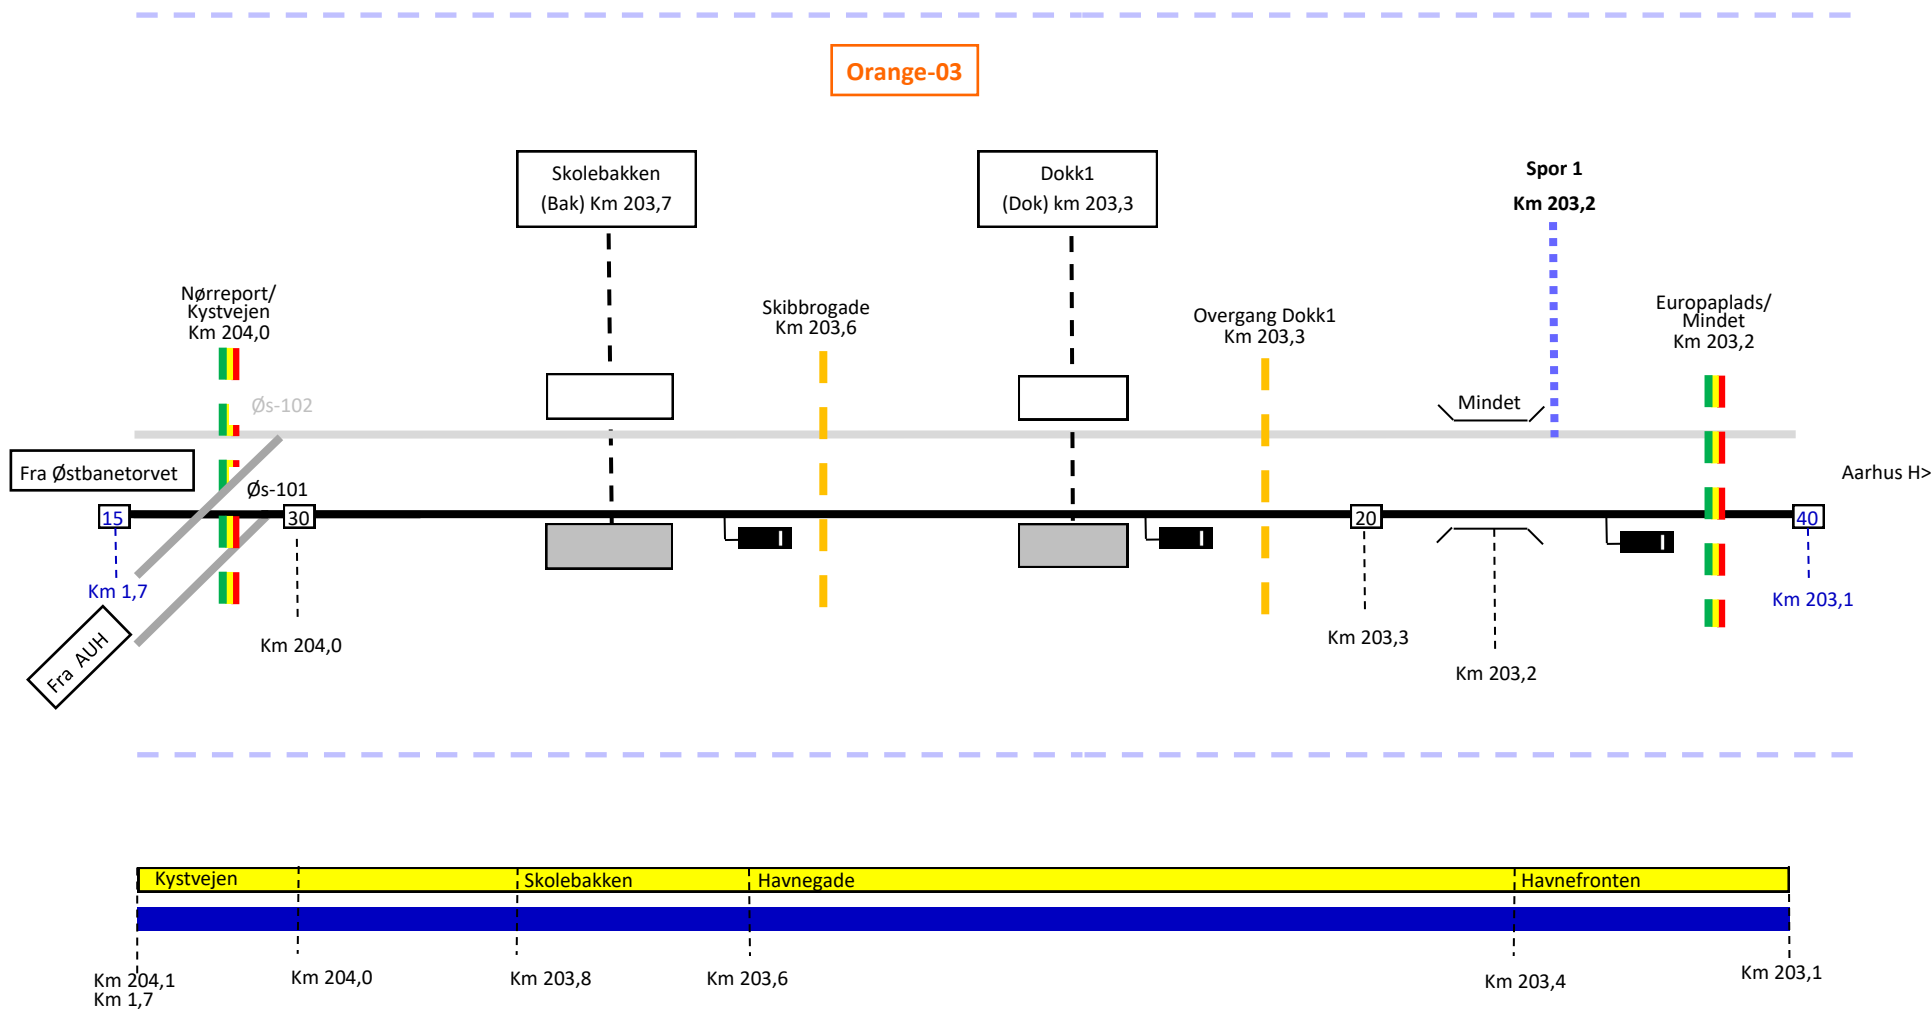 Orange-03
Skolebakken
(Bak) Km 203,7
Dokk1
(Dok) km 203,3
Spor 1
Km 203,2
Nørreport/
Kystvejen
Km 204,0
Skibbrogade
Km 203,6
Overgang Dokk1
Km 203,3
Europaplads/
Mindet
Km 203,2
Øs-102
Mindet
Fra Østbanetorvet
Øs-101
Aarhus H>
15
30
20
40
Km 1,7
Km 203,1
Fra AUH
Km 204,0
Km 203,3
Km 203,2
Kystvejen
Skolebakken
Havnegade
Havnefronten
Km 204,1
Km 1,7
Km 204,0
Km 203,8
Km 203,6
Km 203,4
Km 203,1